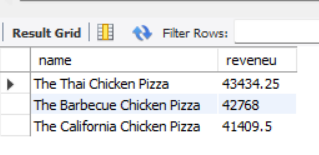 Result Grid Filter Rows:
name reveneu
The Thai Chicken Pizza 43434.25
The Barbecue Chicken Pizza 42768
The California Chicken Pizza 41409.5